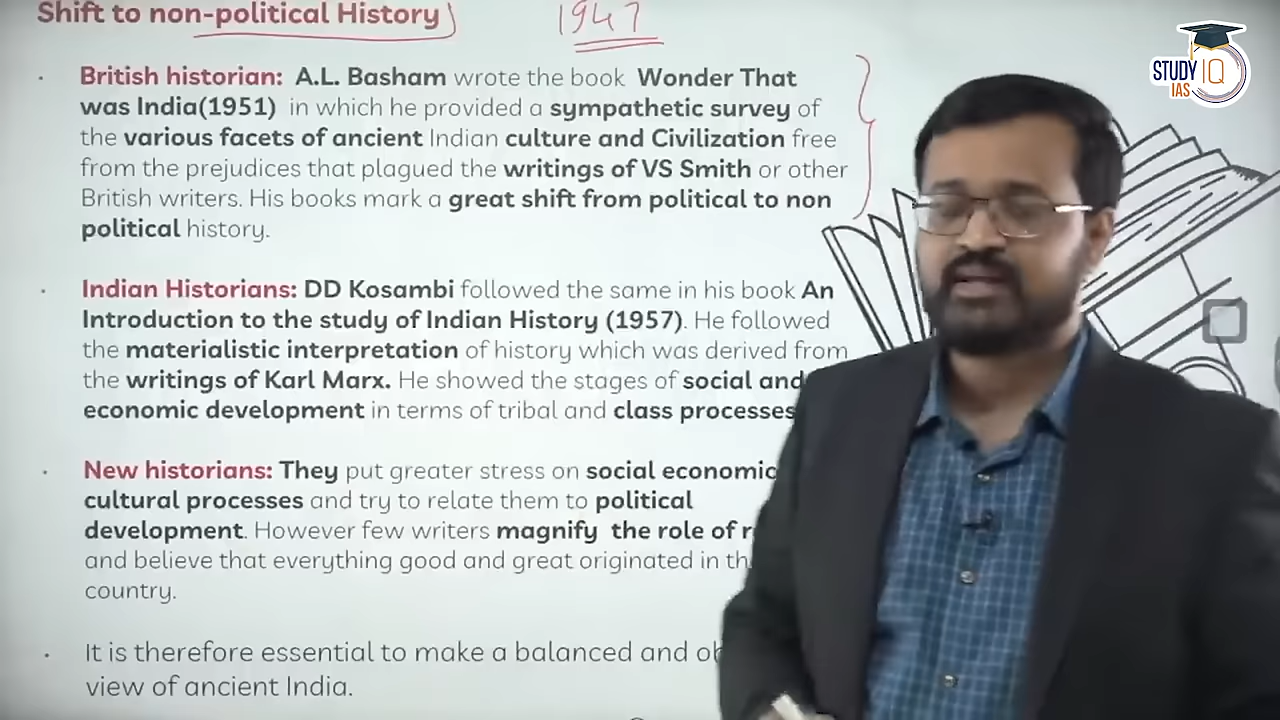 Shift to non-political History
1947
STUDY IQ
IAS
· British historian: A.L. Basham wrote the book Wonder That
was India(1951) in which he provided a sympathetic survey of
the various facets of ancient Indian culture and Civilization free
from the prejudices that plagued the writings of VS Smith or other
British writers. His books mark a great shift from political to non
political history.
· Indian Historians: DD Kosambi followed the same in his book An
Introduction to the study of Indian History (1957). He followed
the materialistic interpretation of history which was derived from
the writings of Karl Marx. He showed the stages of social and
economic development in terms of tribal and class processes
· New historians: They put greater stress on social economic
cultural processes and try to relate them to political
development. However few writers magnify the role of
and believe that everything good and great originated in
country.
· It is therefore essential to make a balanced and
view of ancient India.